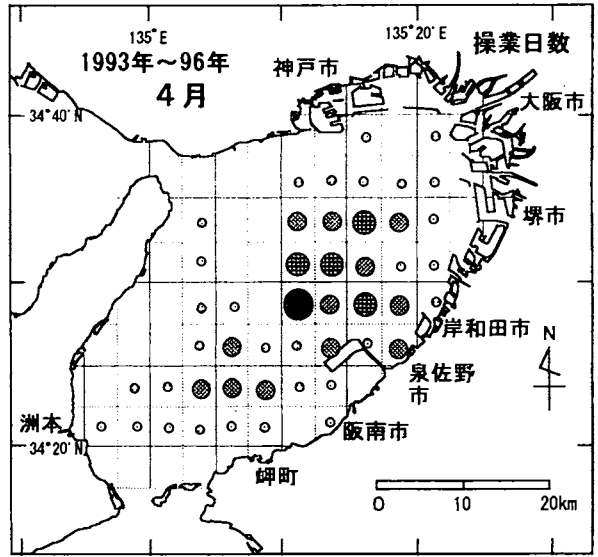 135°E
135°20'E
1993年～96年
4月
操業日数
神戸市
大阪市
34°40'N
堺市
岸和田市
N
泉佐野
市
洲本
阪南市
34°20'N
岬町
0 10 20km